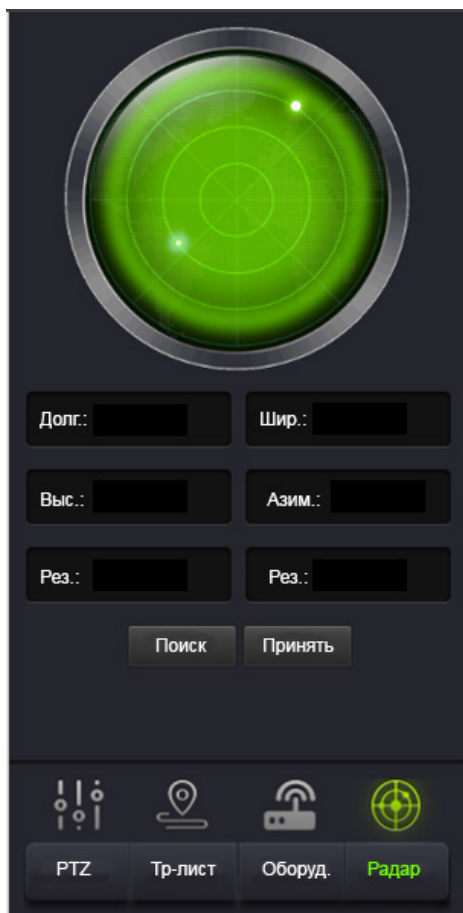 Долг.: Шир.:
Выс.: Азим.:
Рез.: Рез.:
Поиск Принять
PTZ Тр-лист Оборуд. Радар